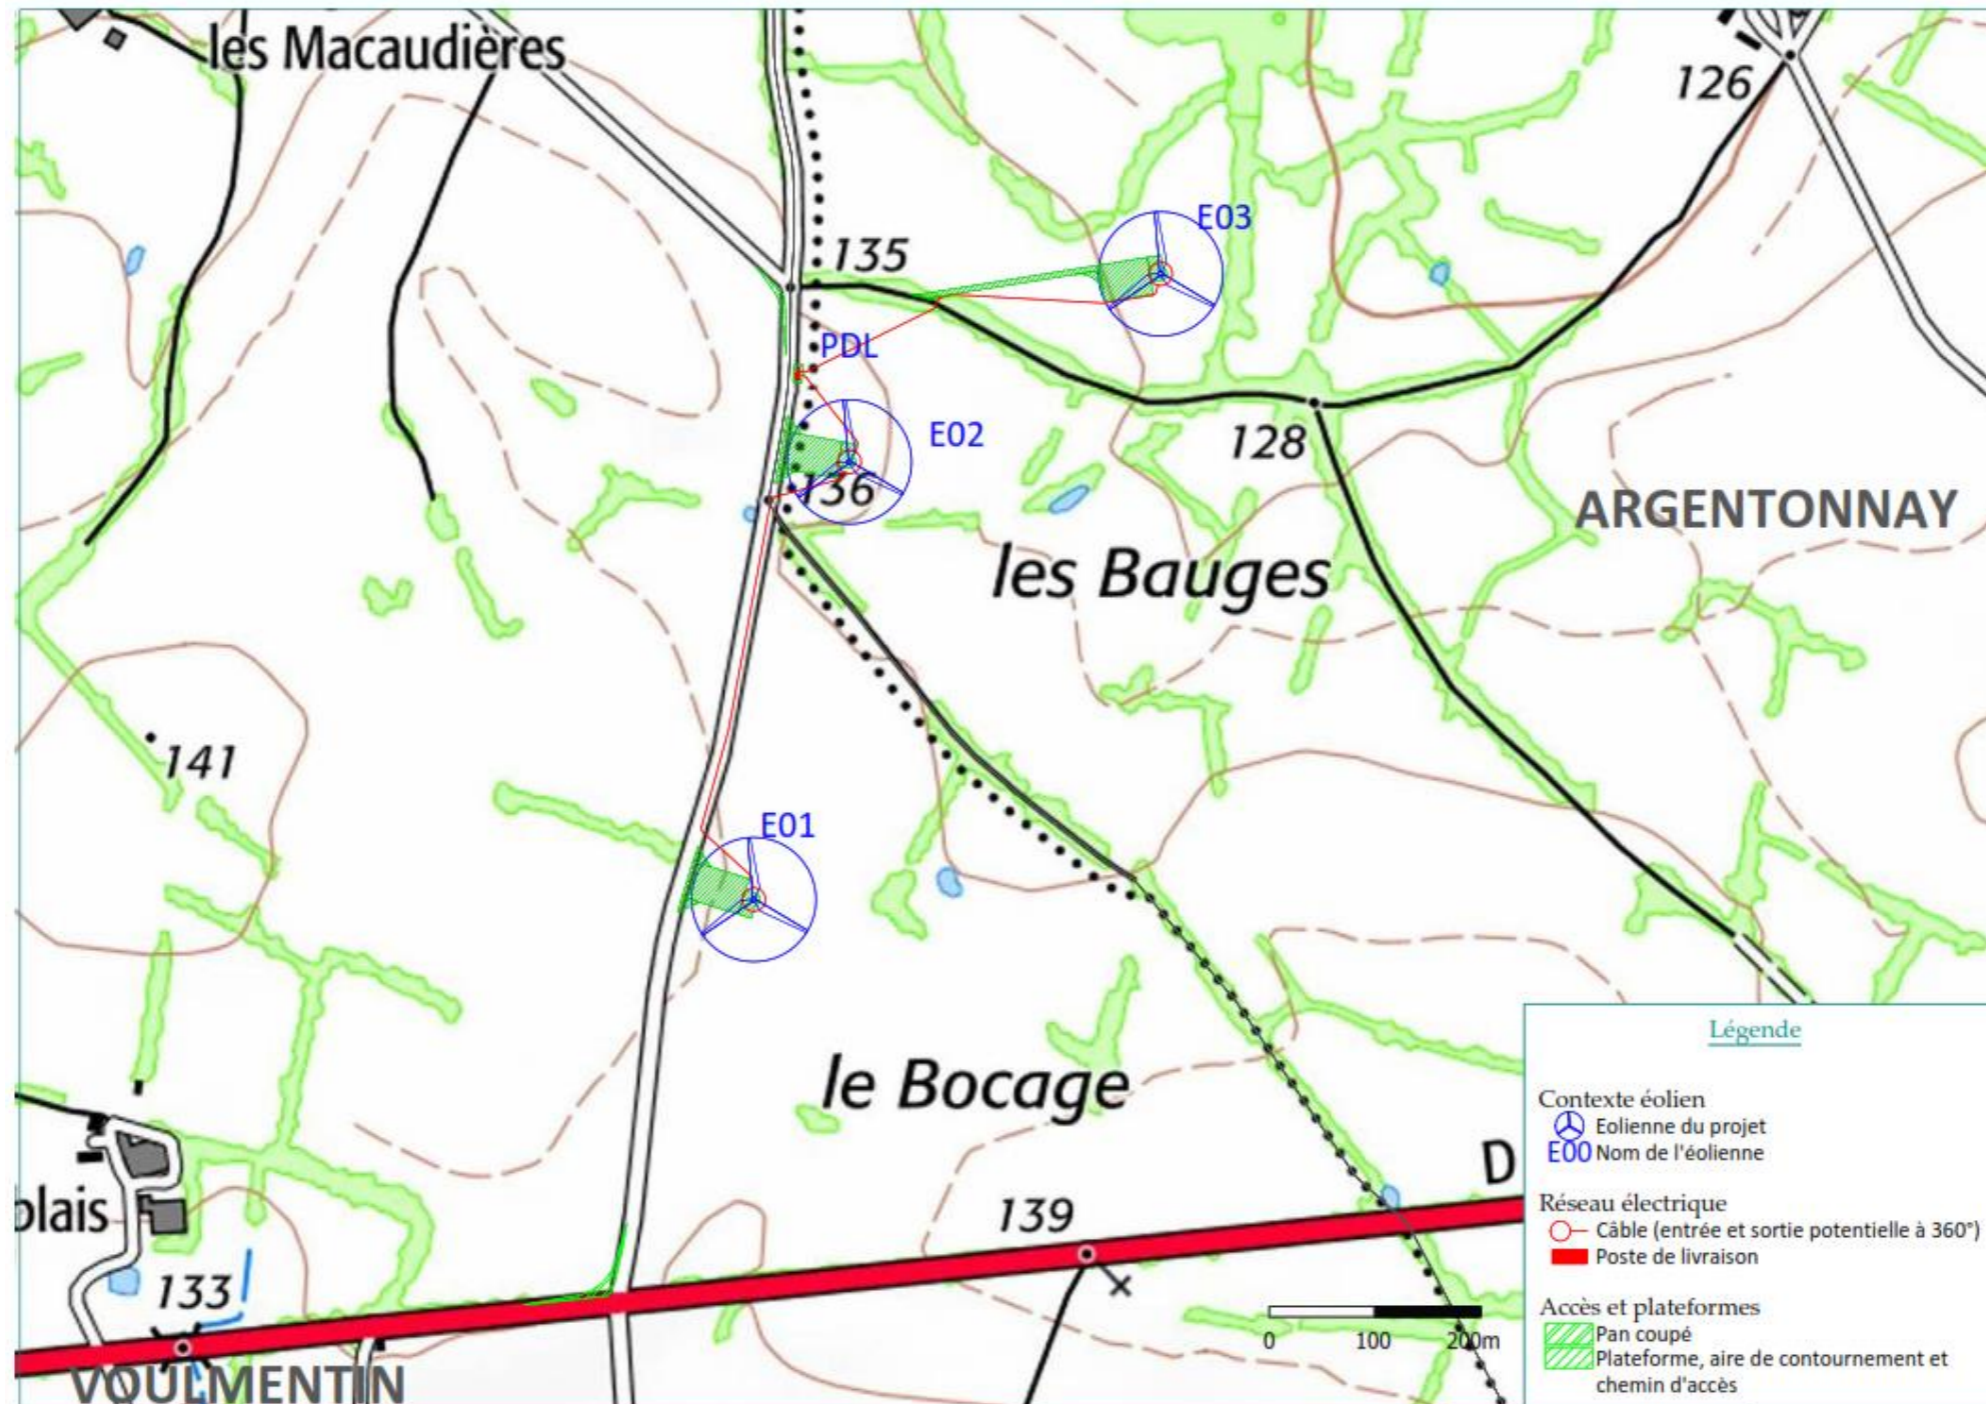 les Macaudières
126
E03
135
PDL
E02
128
136
ARGENTONNAY
les Bauges
141
E01
le Bocage
Légende
Contexte éolien
Eolienne du projet
E00 Nom de l'éolienne
D
Réseau électrique
Câble (entrée et sortie potentielle à 360°)
Poste de livraison
139
olais
133
Accès et plateformes
Pan coupé
Plateforme, aire de contournement et
chemin d'accès
0 100 200m
VOULMENTIN